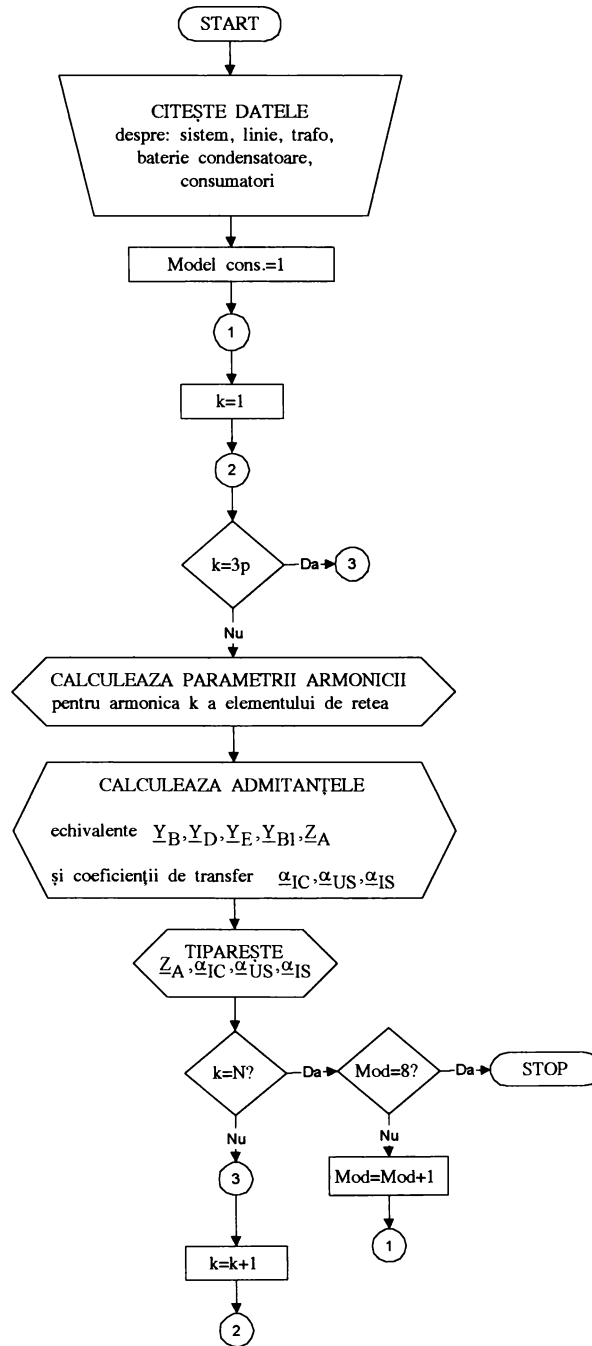 START
CITEȘTE DATELE
despre: sistem, linie, trafo,
baterie condensatoare,
consumatori
Model cons.=1
1
k=1
2
k=3p
Da
3
Nu
CALCULEAZA PARAMETRII ARMONICII
pentru armonica k a elementului de retea
CALCULEAZA ADMITANȚELE
echivalente Y_B, Y_D, Y_E, Y_B1, Z_A
și coeficienții de transfer α_IC, α_US, α_IS
TIPAREȘTE
Z_A, α_IC, α_US, α_IS
k=N?
Da
Mod=8?
Da
STOP
Nu
Nu
3
Mod=Mod+1
1
k=k+1
2